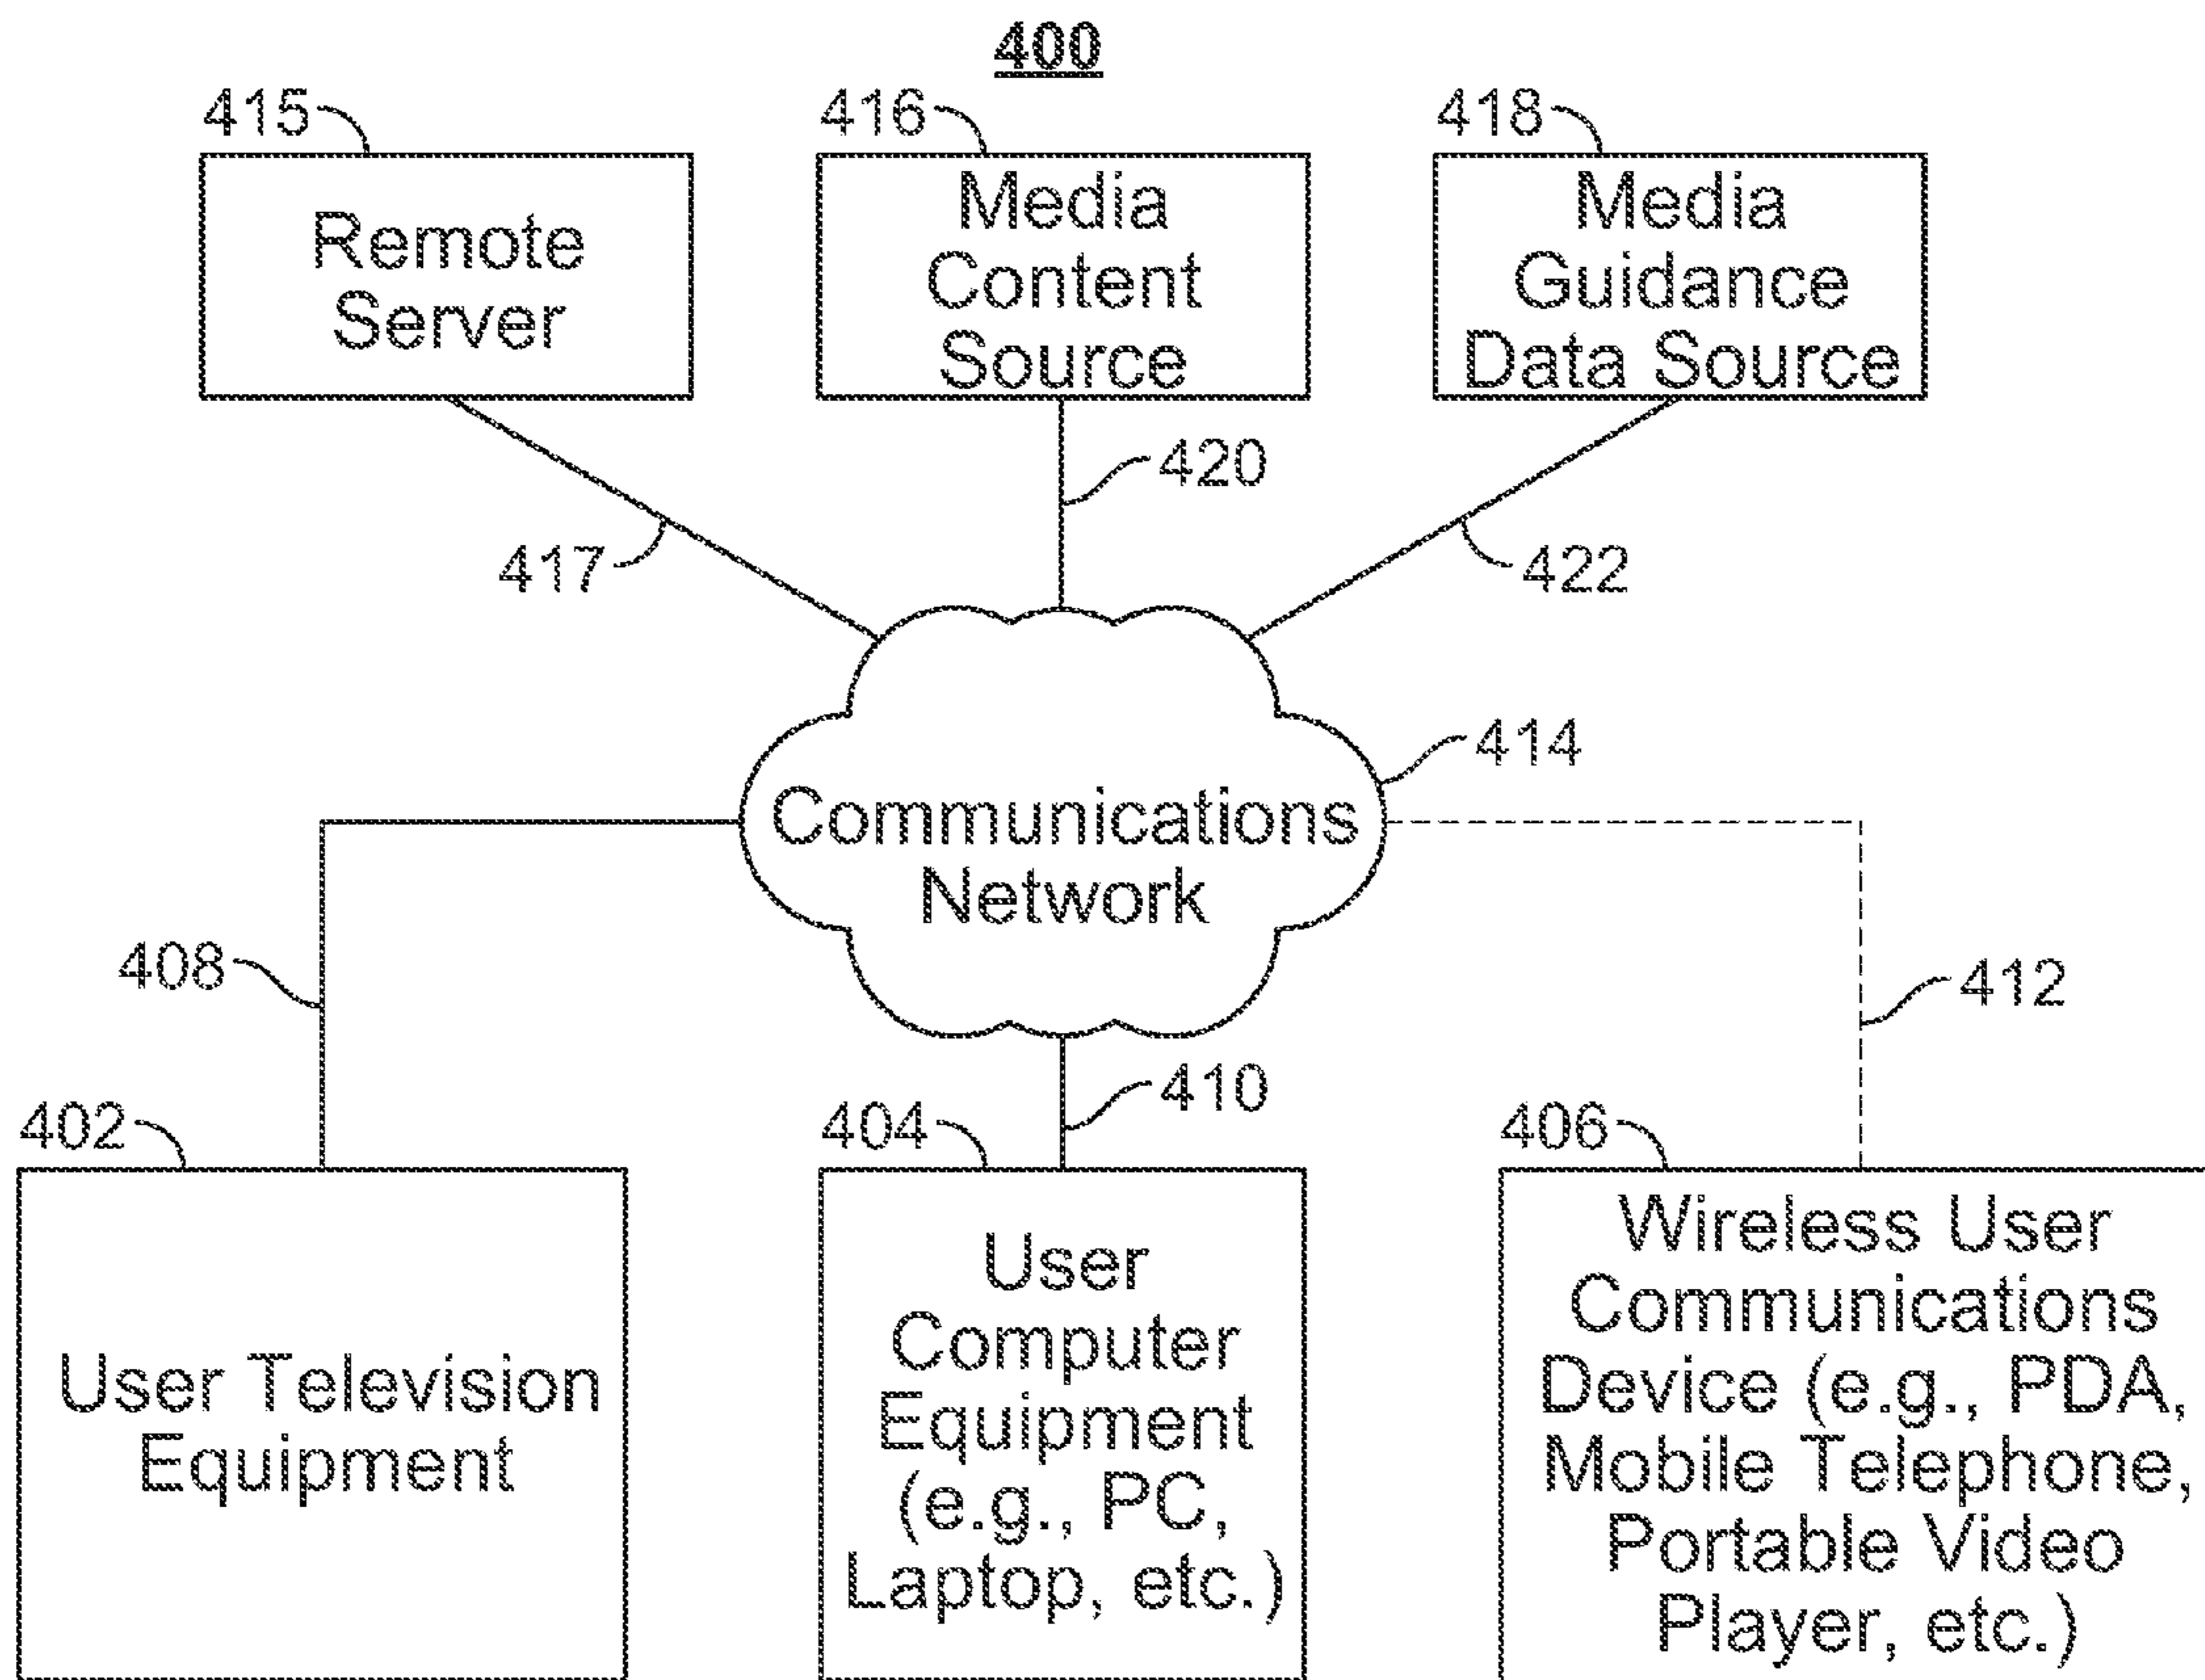 400
415
416
418
Remote
Server
Media
Content
Source
Media
Guidance
Data Source
420
417
422
414
Communications
Network
408
412
410
402
404
406
User Television
Equipment
User
Computer
Equipment
(e.g., PC,
Laptop, etc.)
Wireless User
Communications
Device (e.g., PDA,
Mobile Telephone,
Portable Video
Player, etc.)